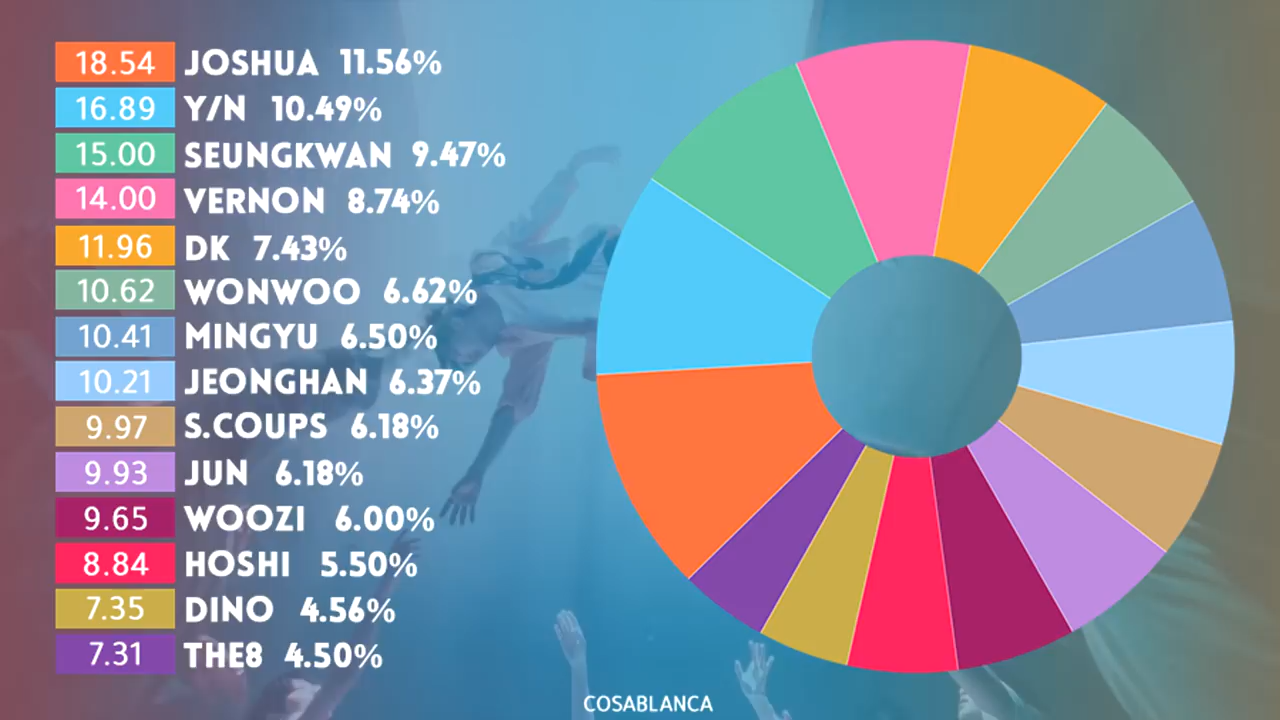 18.54 JOSHUA 11.56%
16.89 Y/N 10.49%
15.00 SEUNGKWAN 9.47%
14.00 VERNON 8.74%
11.96 DK 7.43%
10.62 WONWOO 6.62%
10.41 MINGYU 6.50%
10.21 JEONGHAN 6.37%
9.97 S.COUPS 6.18%
9.93 JUN 6.18%
9.65 WOOZI 6.00%
8.84 HOSHI 5.50%
7.35 DINO 4.56%
7.31 THE8 4.50%
COSABLANCA